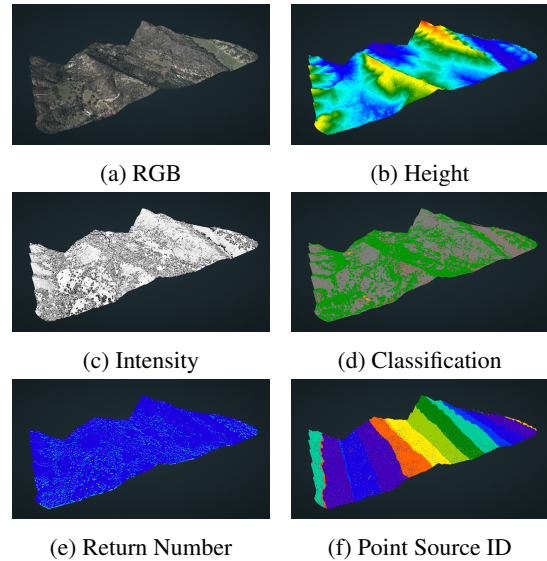 (a) RGB
(b) Height
(c) Intensity
(d) Classification
(e) Return Number
(f) Point Source ID